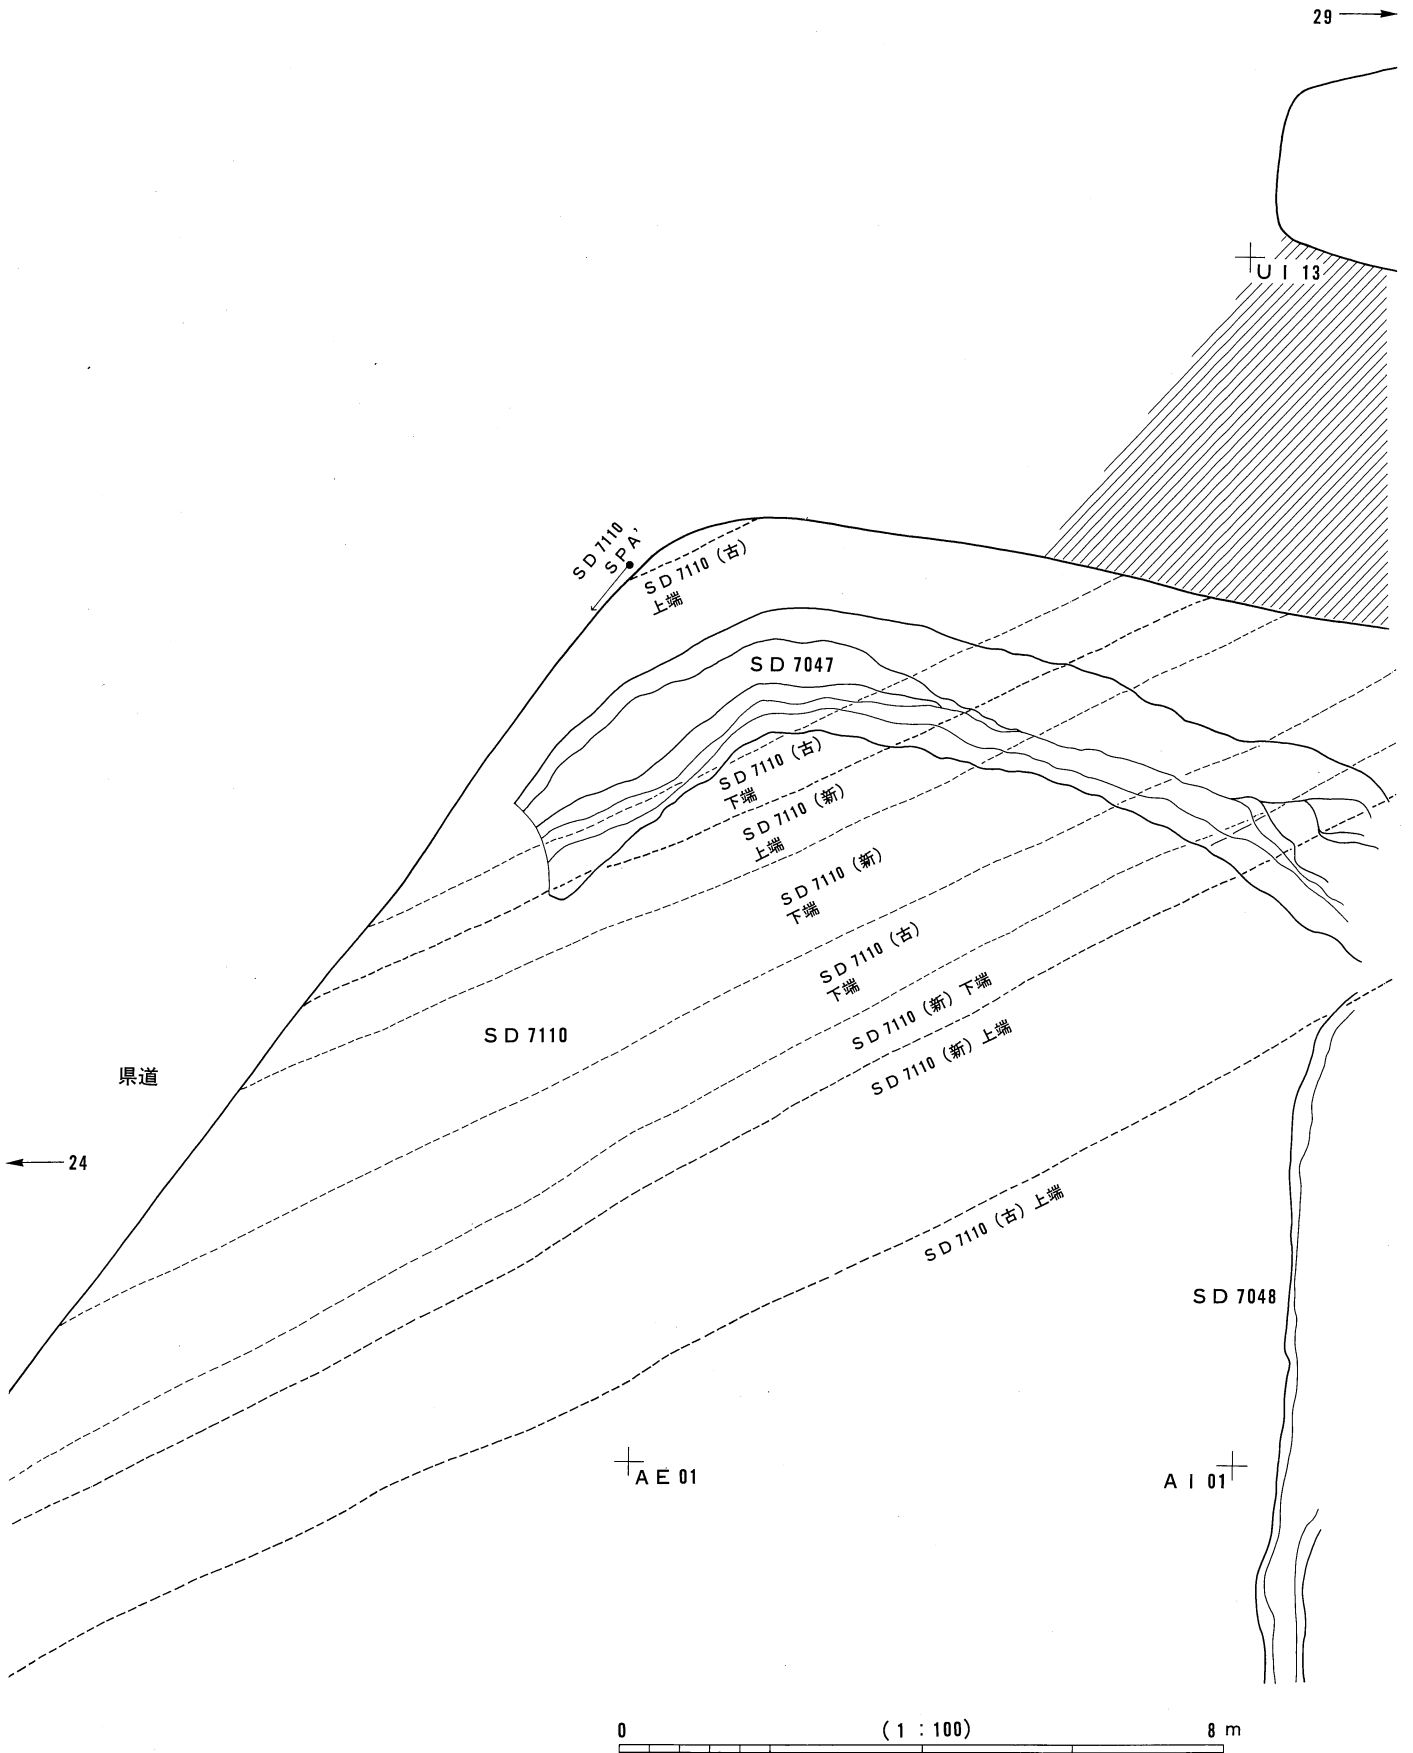 29
U I 13
SD 7110
SPA'
SD 7110 (古)
上端
SD 7047
SD 7110 (古)
下端
SD 7110 (新)
上端
SD 7110 (新)
下端
SD 7110 (古)
下端
SD 7110 (新) 下端
SD 7110
SD 7110 (新) 上端
県道
24
SD 7110 (古) 上端
SD 7048
A E 01
A I 01
0 (1 : 100) 8 m